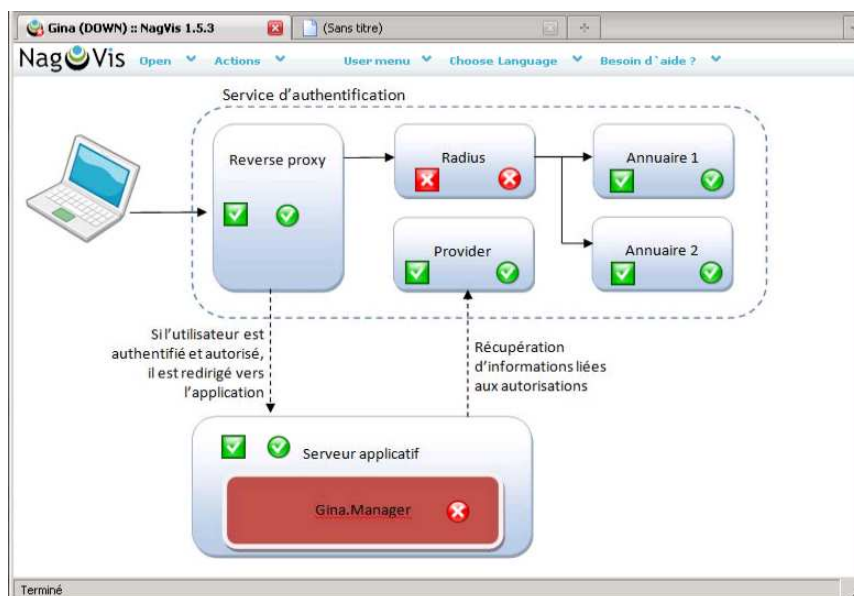 Gina (DOWN) :: NagVis 1.5.3
(Sans titre)
NagVis
Open
Actions
User menu
Choose Language
Besoin d`aide ?
Service d'authentification
Reverse proxy
Radius
Annuaire 1
Provider
Annuaire 2
Si l'utilisateur est
authentifié et autorisé,
il est redirigé vers
l'application
Récupération
d'informations liées
aux autorisations
Serveur applicatif
Gina.Manager
Terminé